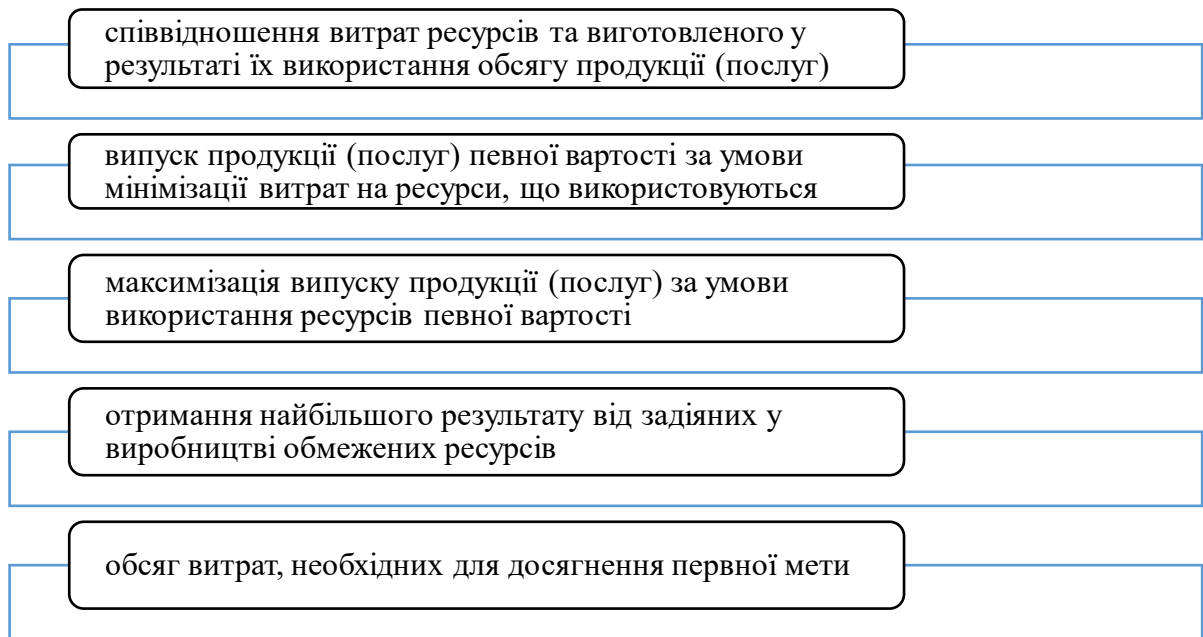 співвідношення витрат ресурсів та виготовленого у
результаті їх використання обсягу продукції (послуг)
випуск продукції (послуг) певної вартості за умови
мінімізації витрат на ресурси, що використовуються
максимізація випуску продукції (послуг) за умови
використання ресурсів певної вартості
отримання найбільшого результату від задіяних у
виробництві обмежених ресурсів
обсяг витрат, необхідних для досягнення первної мети